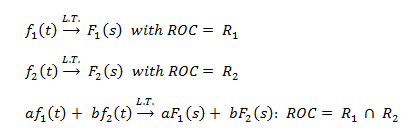 f₁(t) L.T. → F₁(s) with ROC = R₁
f₂(t) L.T. → F₂(s) with ROC = R₂
af₁(t) + bf₂(t) L.T. → aF₁(s) + bF₂(s): ROC = R₁ ∩ R₂